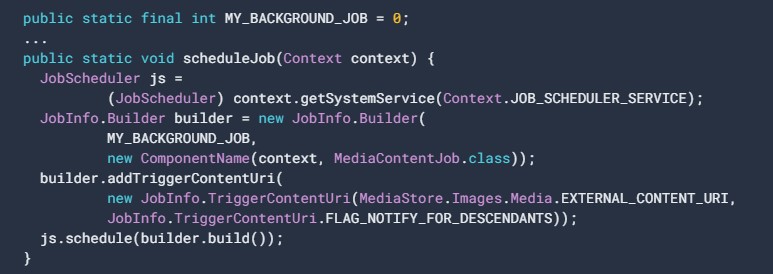 public static final int MY_BACKGROUND_JOB = 0;
...
public static void scheduleJob(Context context) {
  JobScheduler js =
          (JobScheduler) context.getSystemService(Context.JOB_SCHEDULER_SERVICE);
  JobInfo.Builder builder = new JobInfo.Builder(
          MY_BACKGROUND_JOB,
          new ComponentName(context, MediaContentJob.class));
  builder.addTriggerContentUri(
          new JobInfo.TriggerContentUri(MediaStore.Images.Media.EXTERNAL_CONTENT_URI,
          JobInfo.TriggerContentUri.FLAG_NOTIFY_FOR_DESCENDANTS));
  js.schedule(builder.build());
}